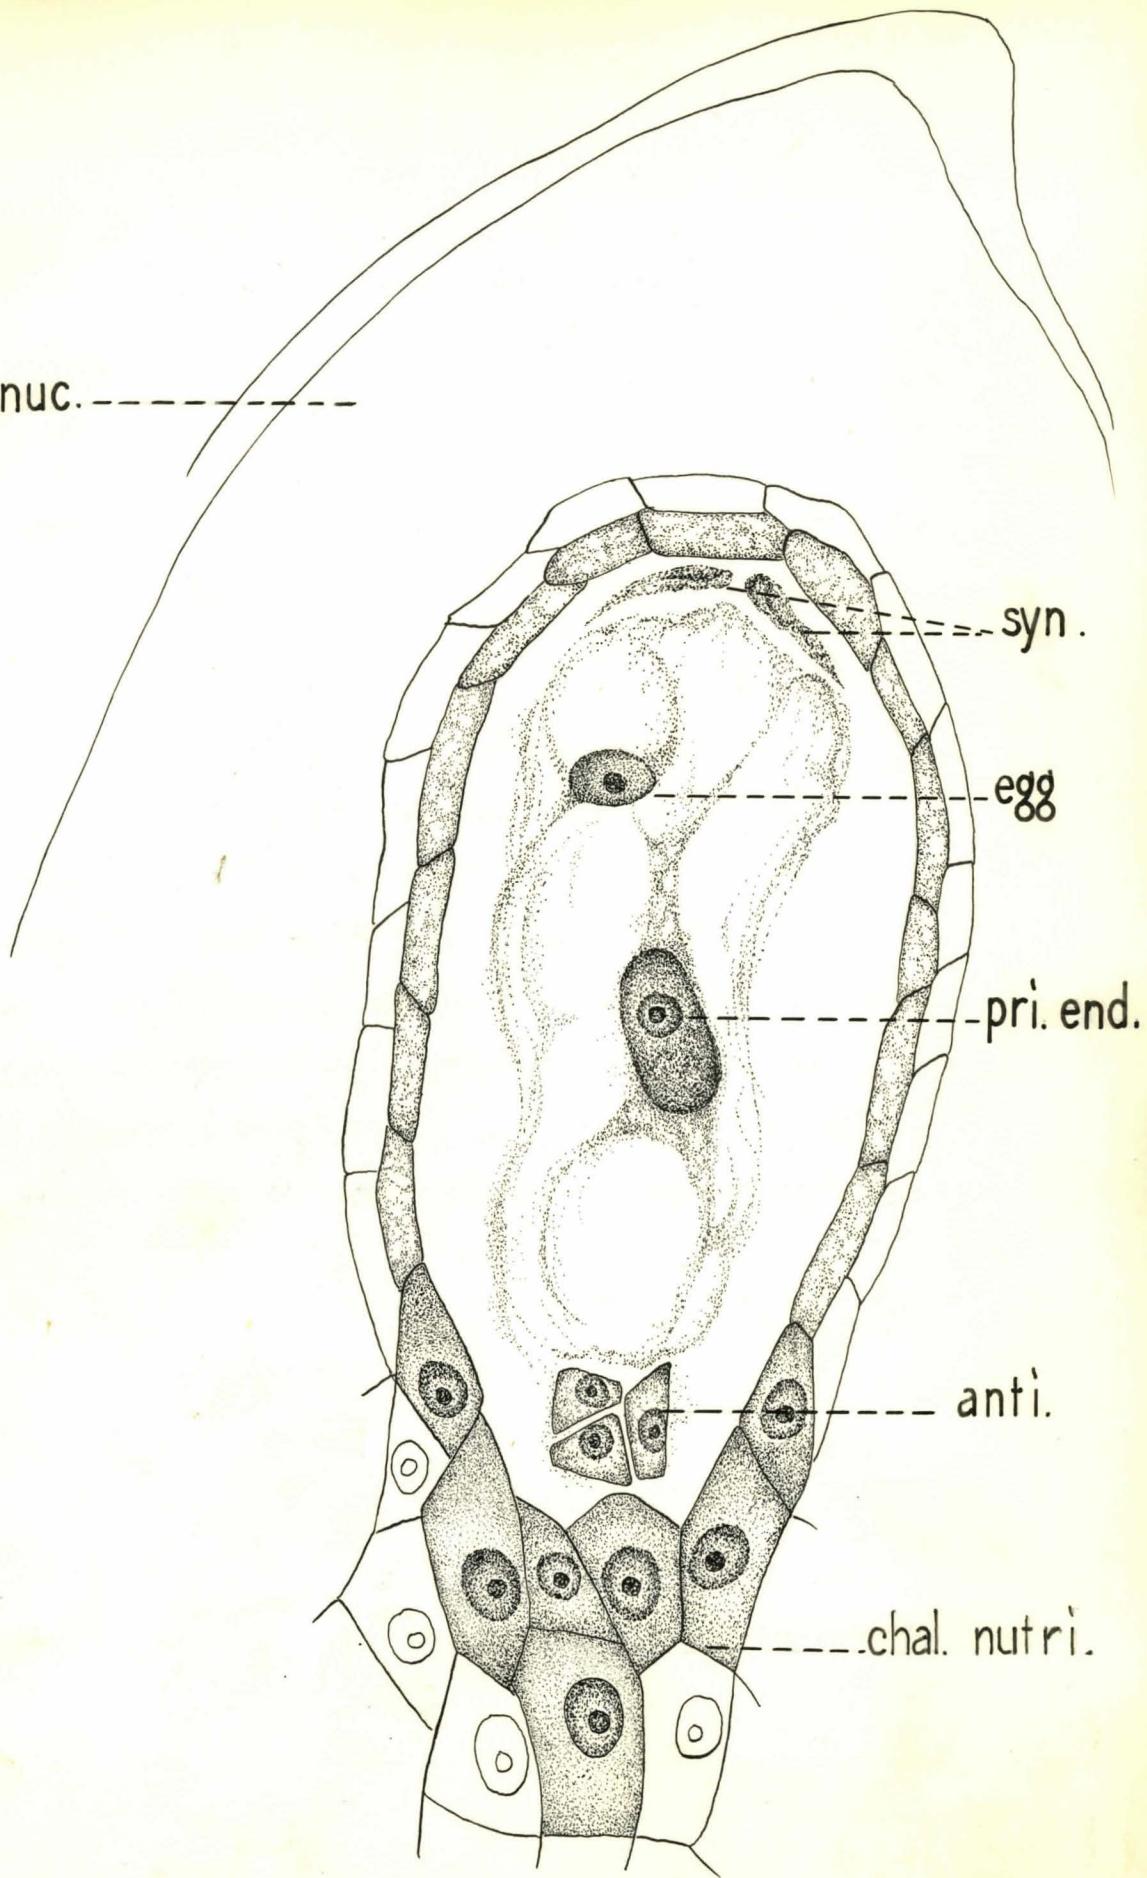 nuc.
syn.
egg
pri. end.
anti.
chal. nutri.